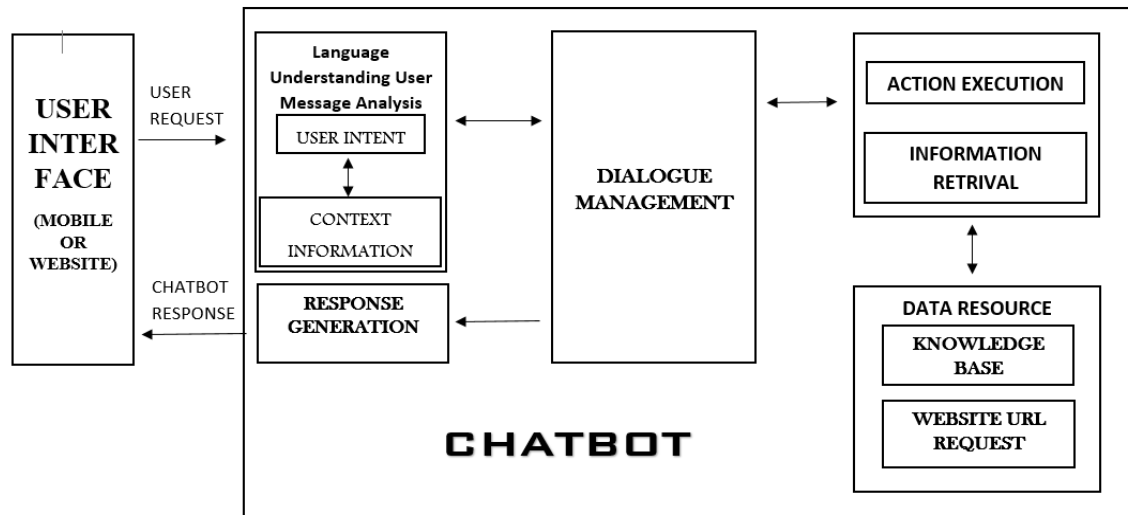 USER
INTER
FACE
(MOBILE
OR
WEBSITE)
USER
REQUEST
CHATBOT
RESPONSE
Language
Understanding User
Message Analysis
USER INTENT
CONTEXT
INFORMATION
RESPONSE
GENERATION
DIALOGUE
MANAGEMENT
ACTION EXECUTION
INFORMATION
RETRIVAL
DATA RESOURCE
KNOWLEDGE
BASE
WEBSITE URL
REQUEST
CHATBOT